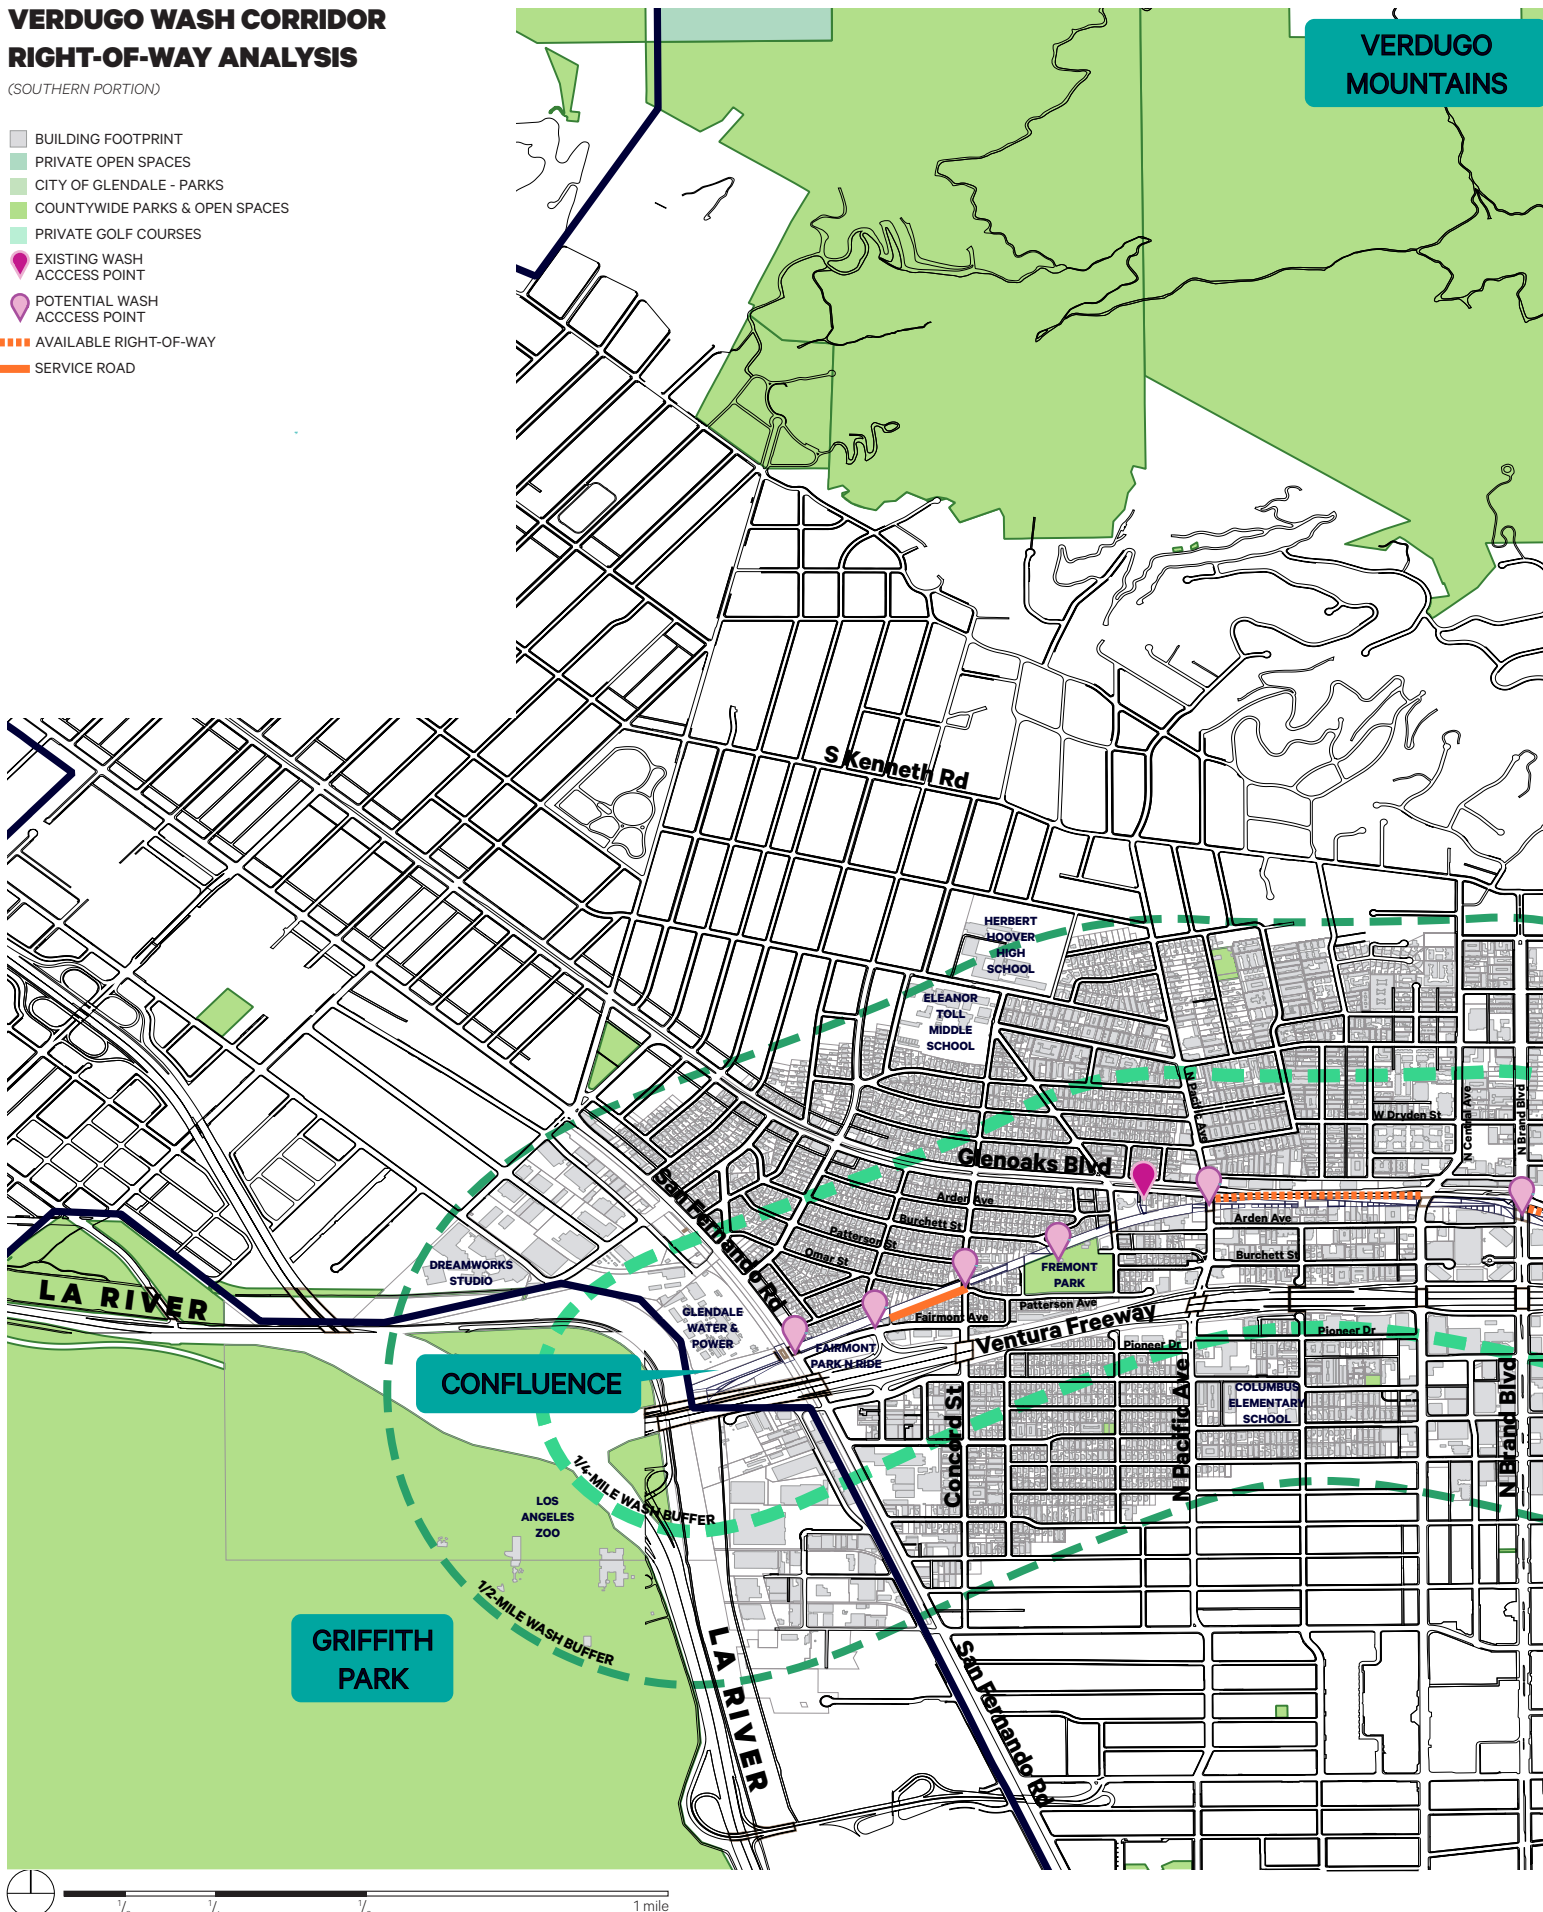 VERDUGO WASH CORRIDOR
RIGHT-OF-WAY ANALYSIS
(SOUTHERN PORTION)
BUILDING FOOTPRINT
PRIVATE OPEN SPACES
CITY OF GLENDALE - PARKS
COUNTYWIDE PARKS & OPEN SPACES
PRIVATE GOLF COURSES
EXISTING WASH
ACCCESS POINT
POTENTIAL WASH
ACCCESS POINT
AVAILABLE RIGHT-OF-WAY
SERVICE ROAD
VERDUGO
MOUNTAINS
S Kenneth Rd
HERBERT
HOOVER
HIGH
SCHOOL
ELEANOR
TOLL
MIDDLE
SCHOOL
N Pacific Ave
W Dryden St
N Central Ave
N Brand Blvd
Glenoaks Blvd
San Fernando Rd
Arden Ave
Burchett St
Patterson St
Omar St
Arden Ave
Burchett St
DREAMWORKS
STUDIO
LA RIVER
GLENDALE
WATER &
POWER
FREMONT
PARK
Patterson Ave
Fairmont Ave
Ventura Freeway
Pioneer Dr
Pioneer Dr
FAIRMONT
PARK N RIDE
CONFLUENCE
COLUMBUS
ELEMENTARY
SCHOOL
Concord St
N Pacific Ave
N Brand Blvd
1/4-MILE WASH BUFFER
LOS
ANGELES
ZOO
1/2-MILE WASH BUFFER
GRIFFITH
PARK
LA RIVER
San Fernando Rd
1 mile